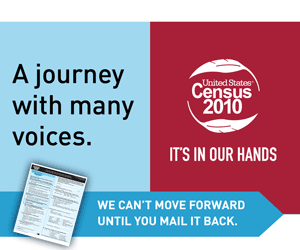 A journey
with many
voices.
United States™
Census
2010
IT'S IN OUR HANDS
WE CAN'T MOVE FORWARD
UNTIL YOU MAIL IT BACK.